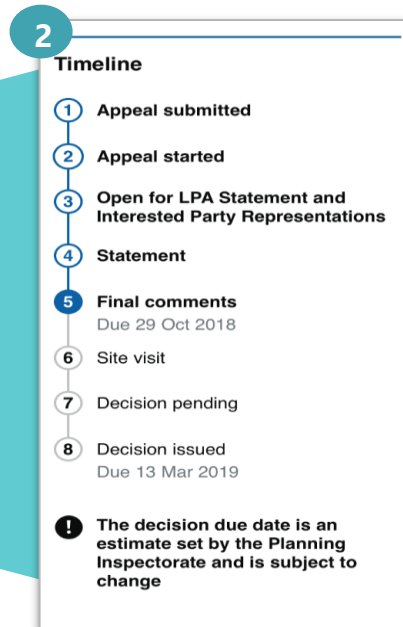 2
Timeline
1 Appeal submitted
2 Appeal started
3 Open for LPA Statement and
Interested Party Representations
4 Statement
5 Final comments
Due 29 Oct 2018
6 Site visit
7 Decision pending
8 Decision issued
Due 13 Mar 2019
! The decision due date is an
estimate set by the Planning
Inspectorate and is subject to
change